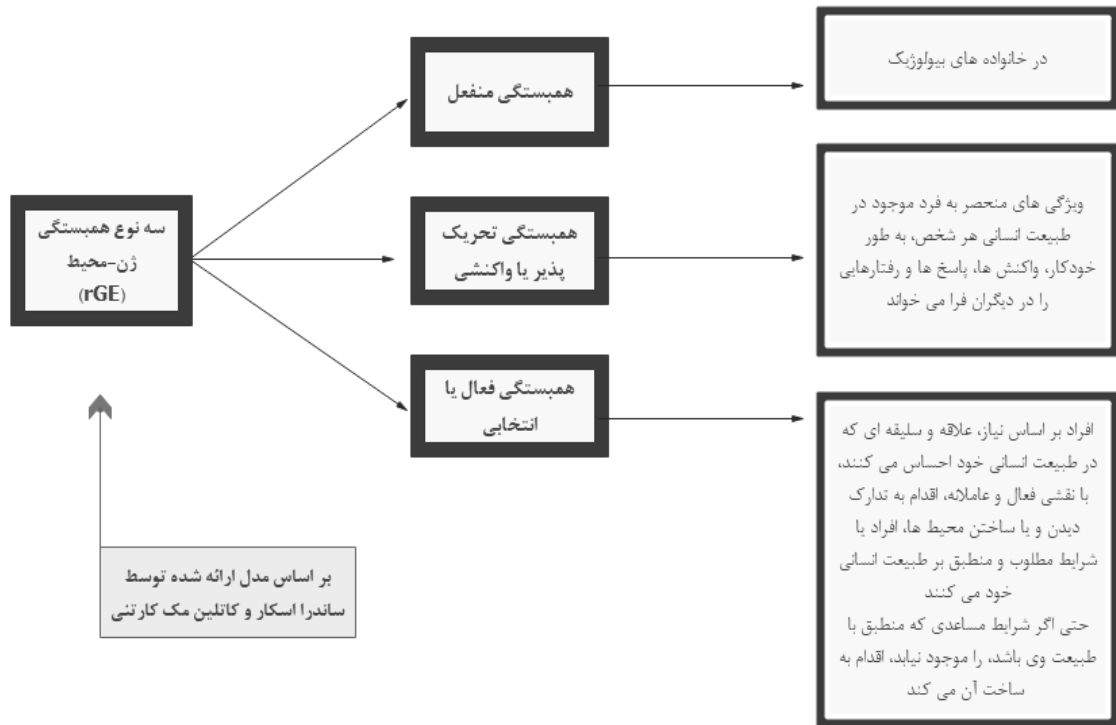 سه نوع همبستگی
ژن-محیط
(rGE)
بر اساس مدل ارائه شده توسط
ساندرا اسکار و کاتلین مک کارتنی
همبستگی منفعل
در خانواده های بیولوژیک
همبستگی تحریک
پذیر یا واکنشی
ویژگی های منحصر به فرد موجود در
طبیعت انسانی هر شخص، به طور
خودکار، واکنش ها، پاسخ ها و رفتارهایی
را در دیگران فرا می خواند
همبستگی فعال یا
انتخابی
افراد بر اساس نیاز، علاقه و سلیقه ای که
در طبیعت انسانی خود احساس می کنند،
با نقشی فعال و عاملانه، اقدام به تدارک
دیدن و یا ساختن محیط ها، افراد یا
شرایط مطلوب و منطبق بر طبیعت انسانی
خود می کنند
حتی اگر شرایط مساعدی که منطبق با
طبیعت وی باشد، را موجود نیابد، اقدام به
ساخت آن می کند